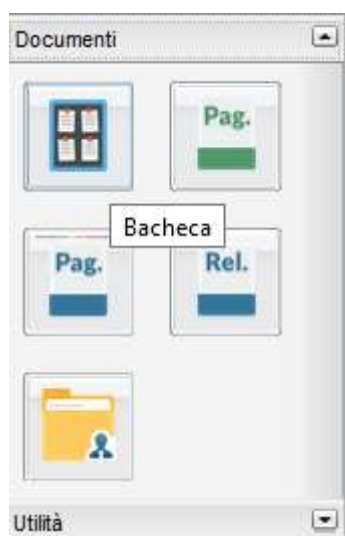 Documenti
Pag.
Bacheca
Pag.
Rel.
Utilità